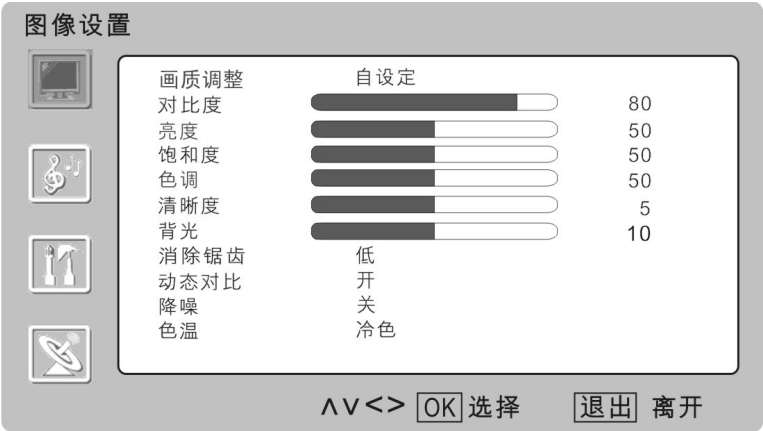 图像设置
画质调整 自设定
对比度 80
亮度 50
饱和度 50
色调 50
清晰度 5
背光 10
消除锯齿 低
动态对比 开
降噪 关
色温 冷色
∧∨<> OK 选择 退出 离开